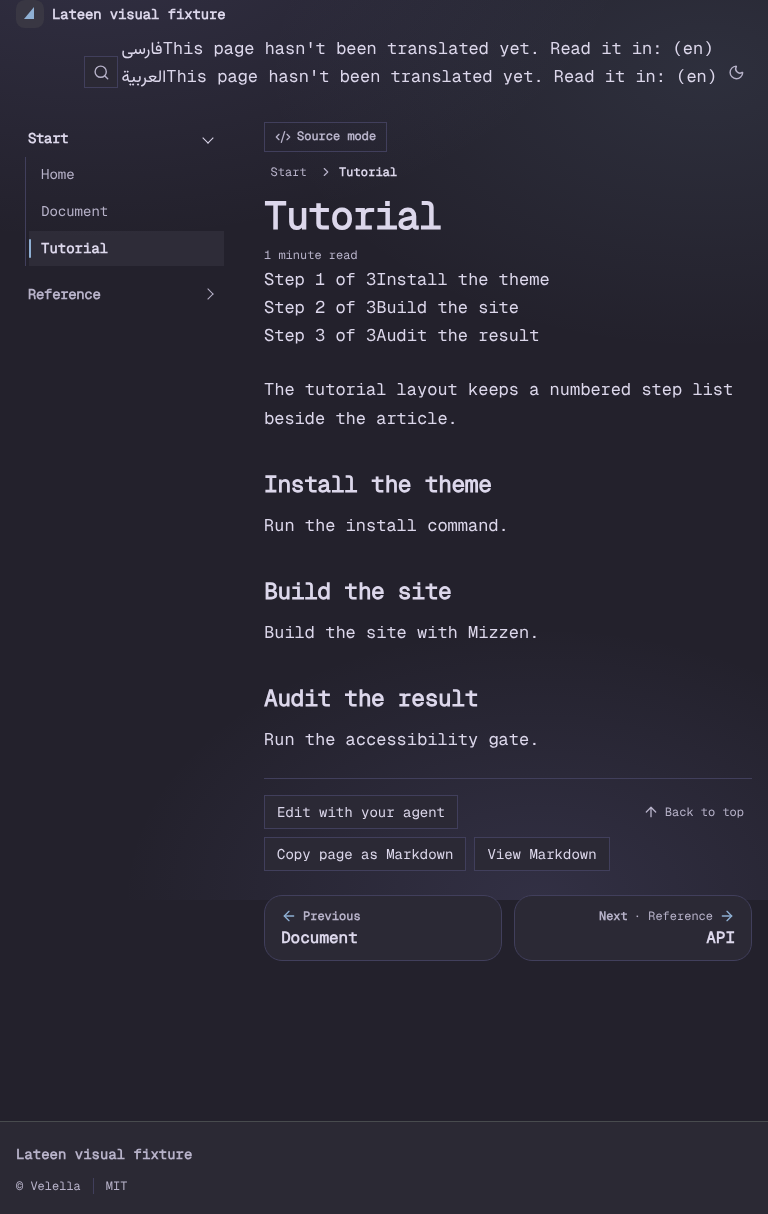 Lateen visual fixture
فارسی This page hasn't been translated yet. Read it in: (en)
العربية This page hasn't been translated yet. Read it in: (en)
Start
Home
Document
Tutorial
Reference
Source mode
Start > Tutorial
Tutorial
1 minute read
Step 1 of 3Install the theme
Step 2 of 3Build the site
Step 3 of 3Audit the result
The tutorial layout keeps a numbered step list
beside the article.
Install the theme
Run the install command.
Build the site
Build the site with Mizzen.
Audit the result
Run the accessibility gate.
Edit with your agent
Back to top
Copy page as Markdown
View Markdown
Previous
Document
Next · Reference
API
Lateen visual fixture
© Velella
MIT